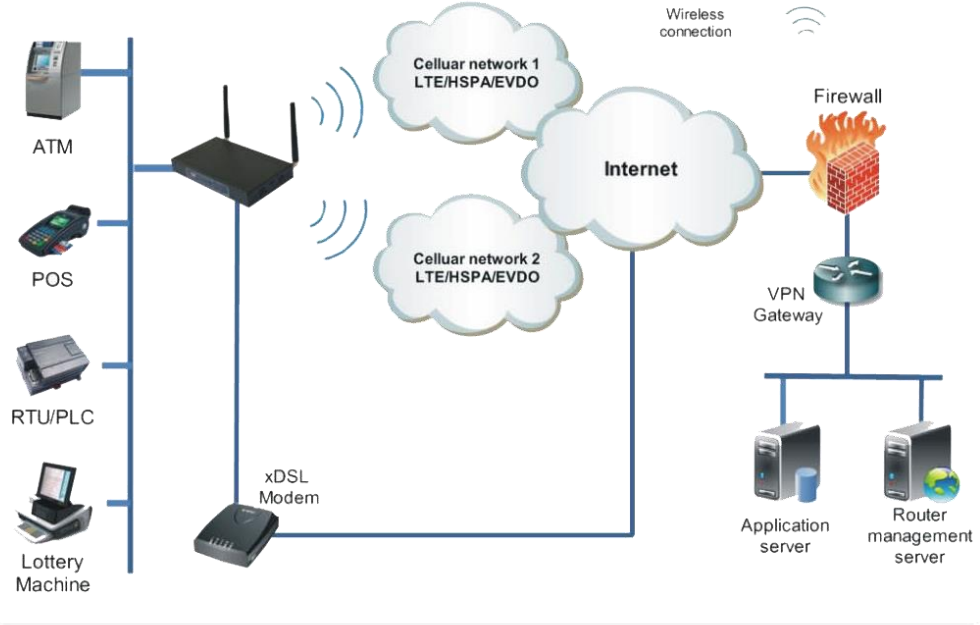 Wireless
connection
Celluar network 1
LTE/HSPA/EVDO
Firewall
ATM
Internet
Celluar network 2
LTE/HSPA/EVDO
POS
VPN
Gateway
RTU/PLC
xDSL
Modem
Application
server
Router
management
server
Lottery
Machine